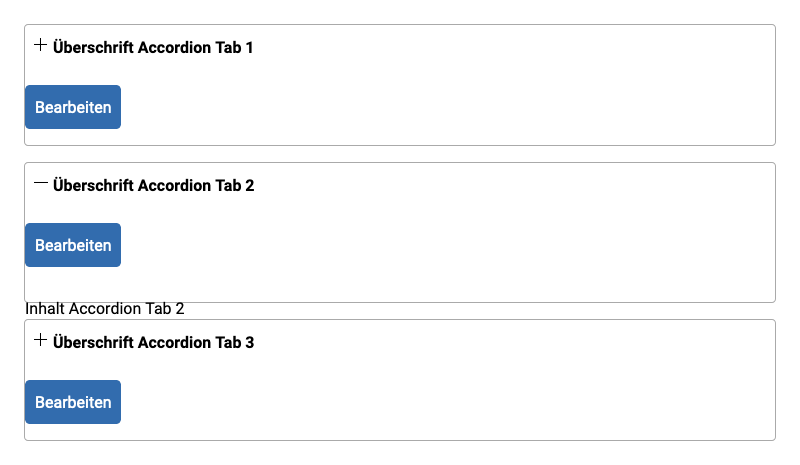 Überschrift Accordion Tab 1
Bearbeiten
Überschrift Accordion Tab 2
Bearbeiten
Inhalt Accordion Tab 2
Überschrift Accordion Tab 3
Bearbeiten